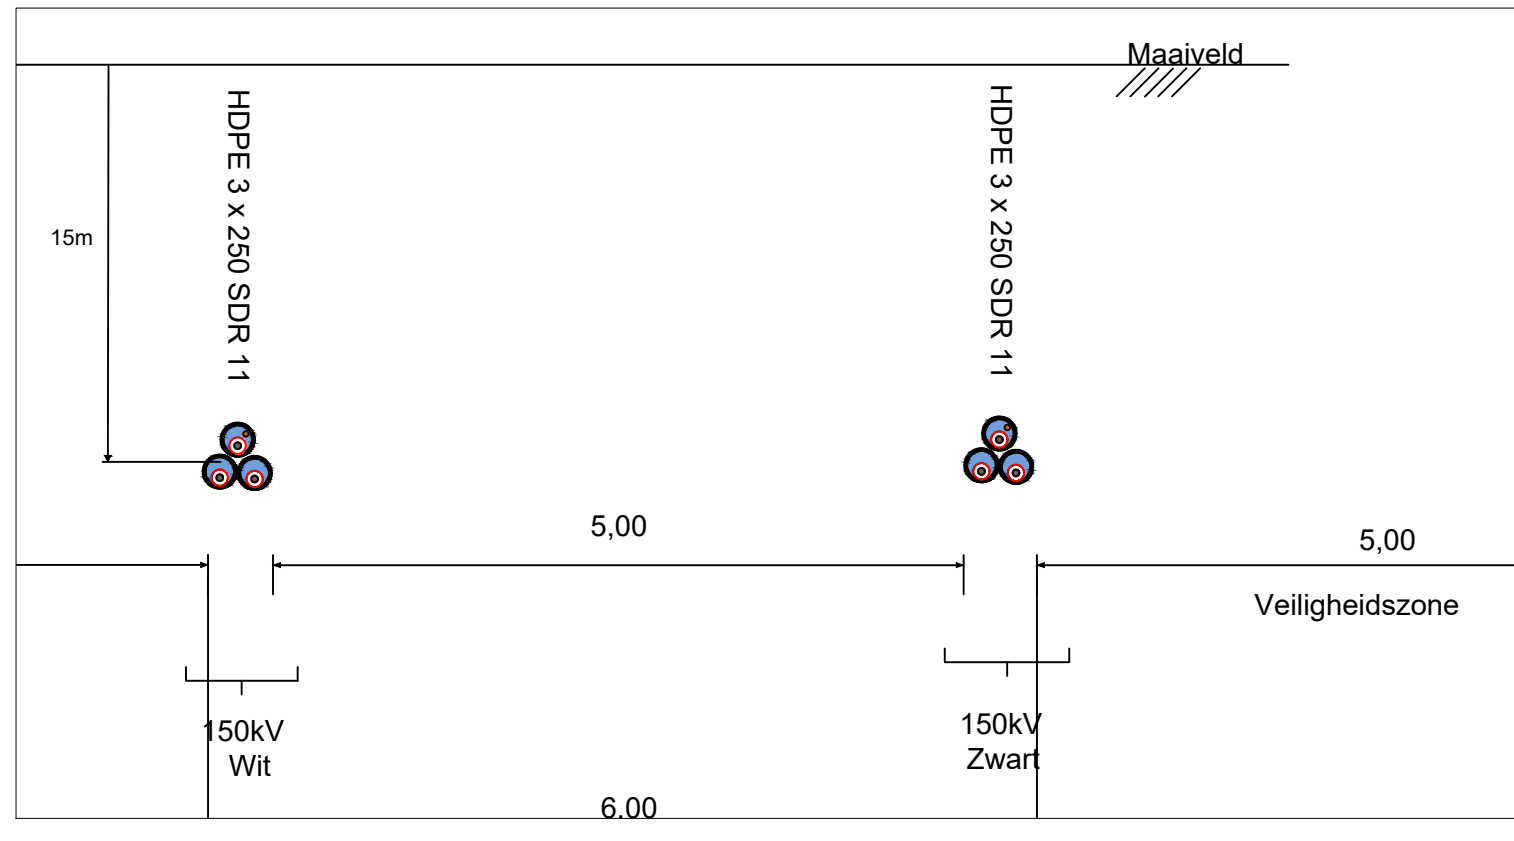 Maaiveld
HDPE 3 x 250 SDR 11
HDPE 3 x 250 SDR 11
15m
5,00
5,00
Veiligheidszone
150kV
Wit
150kV
Zwart
6,00